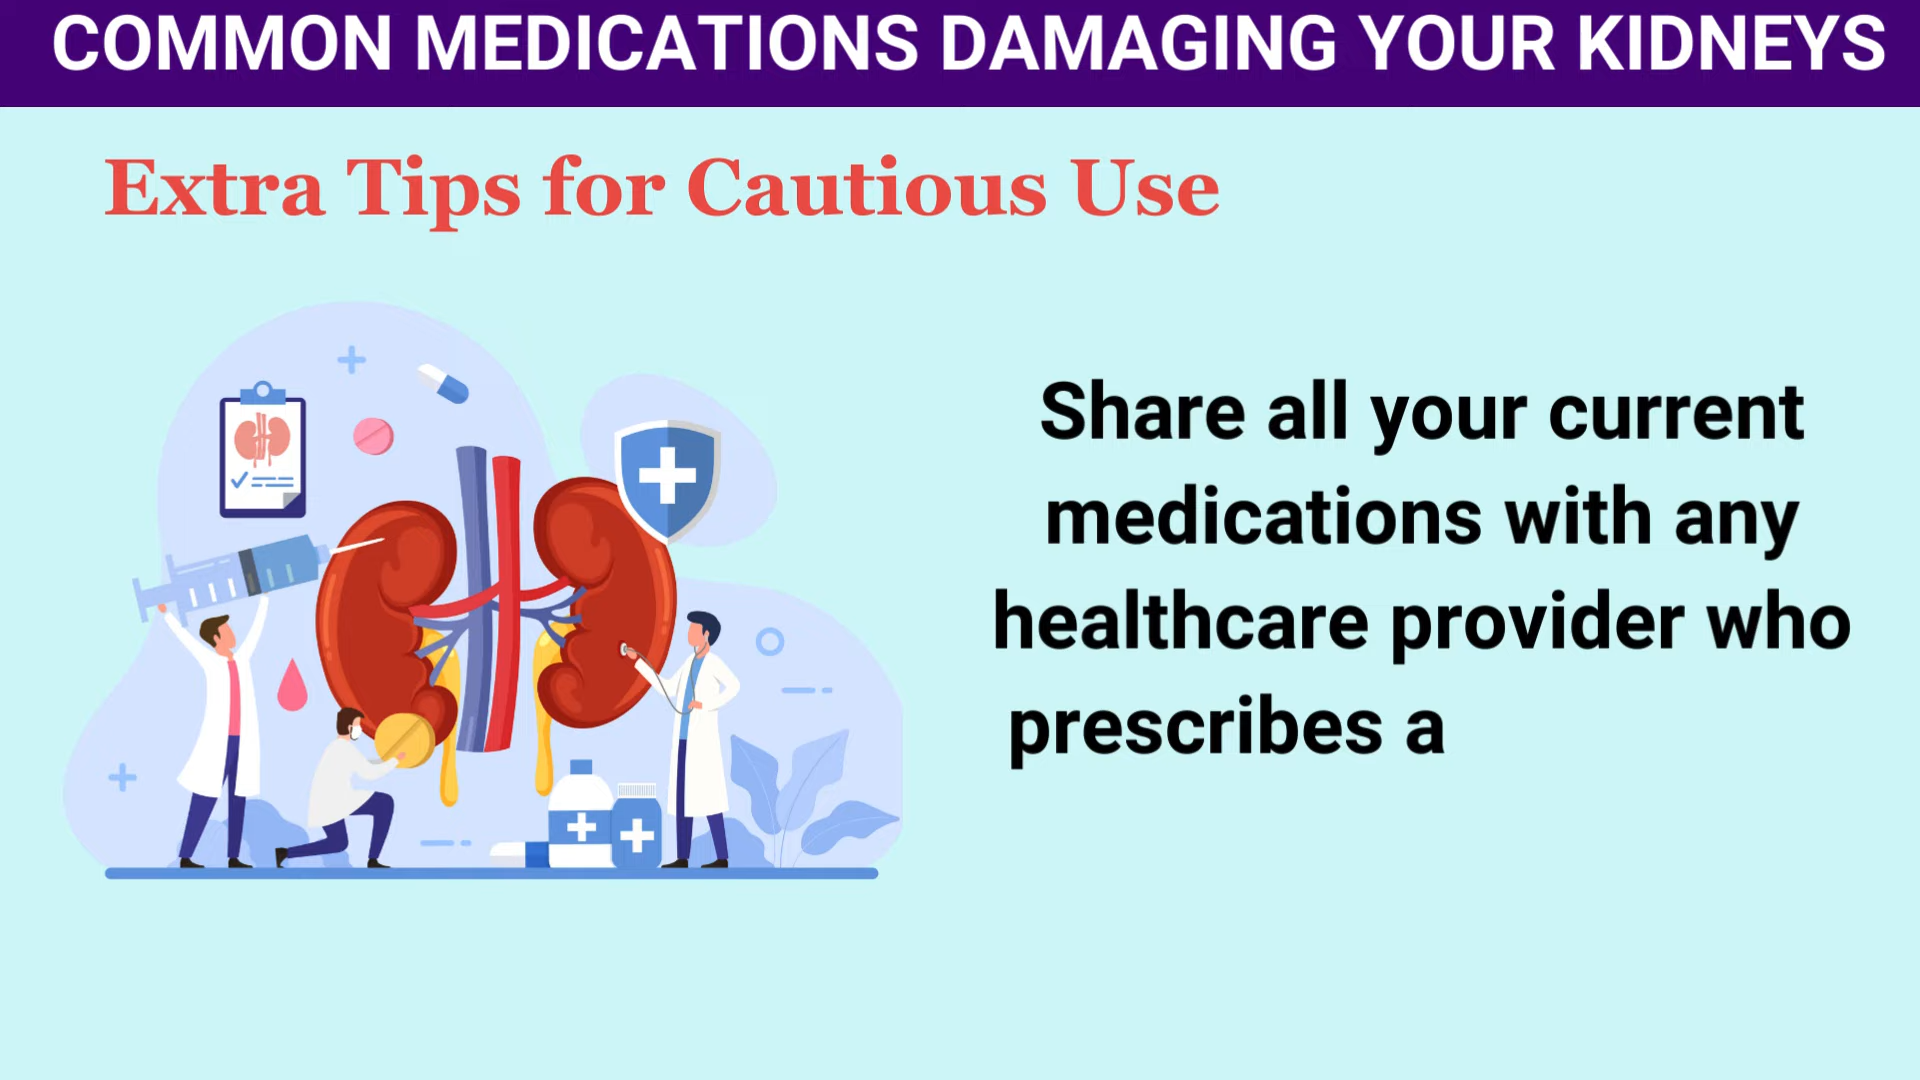 COMMON MEDICATIONS DAMAGING YOUR KIDNEYS
Extra Tips for Cautious Use
Share all your current
medications with any
healthcare provider who
prescribes a